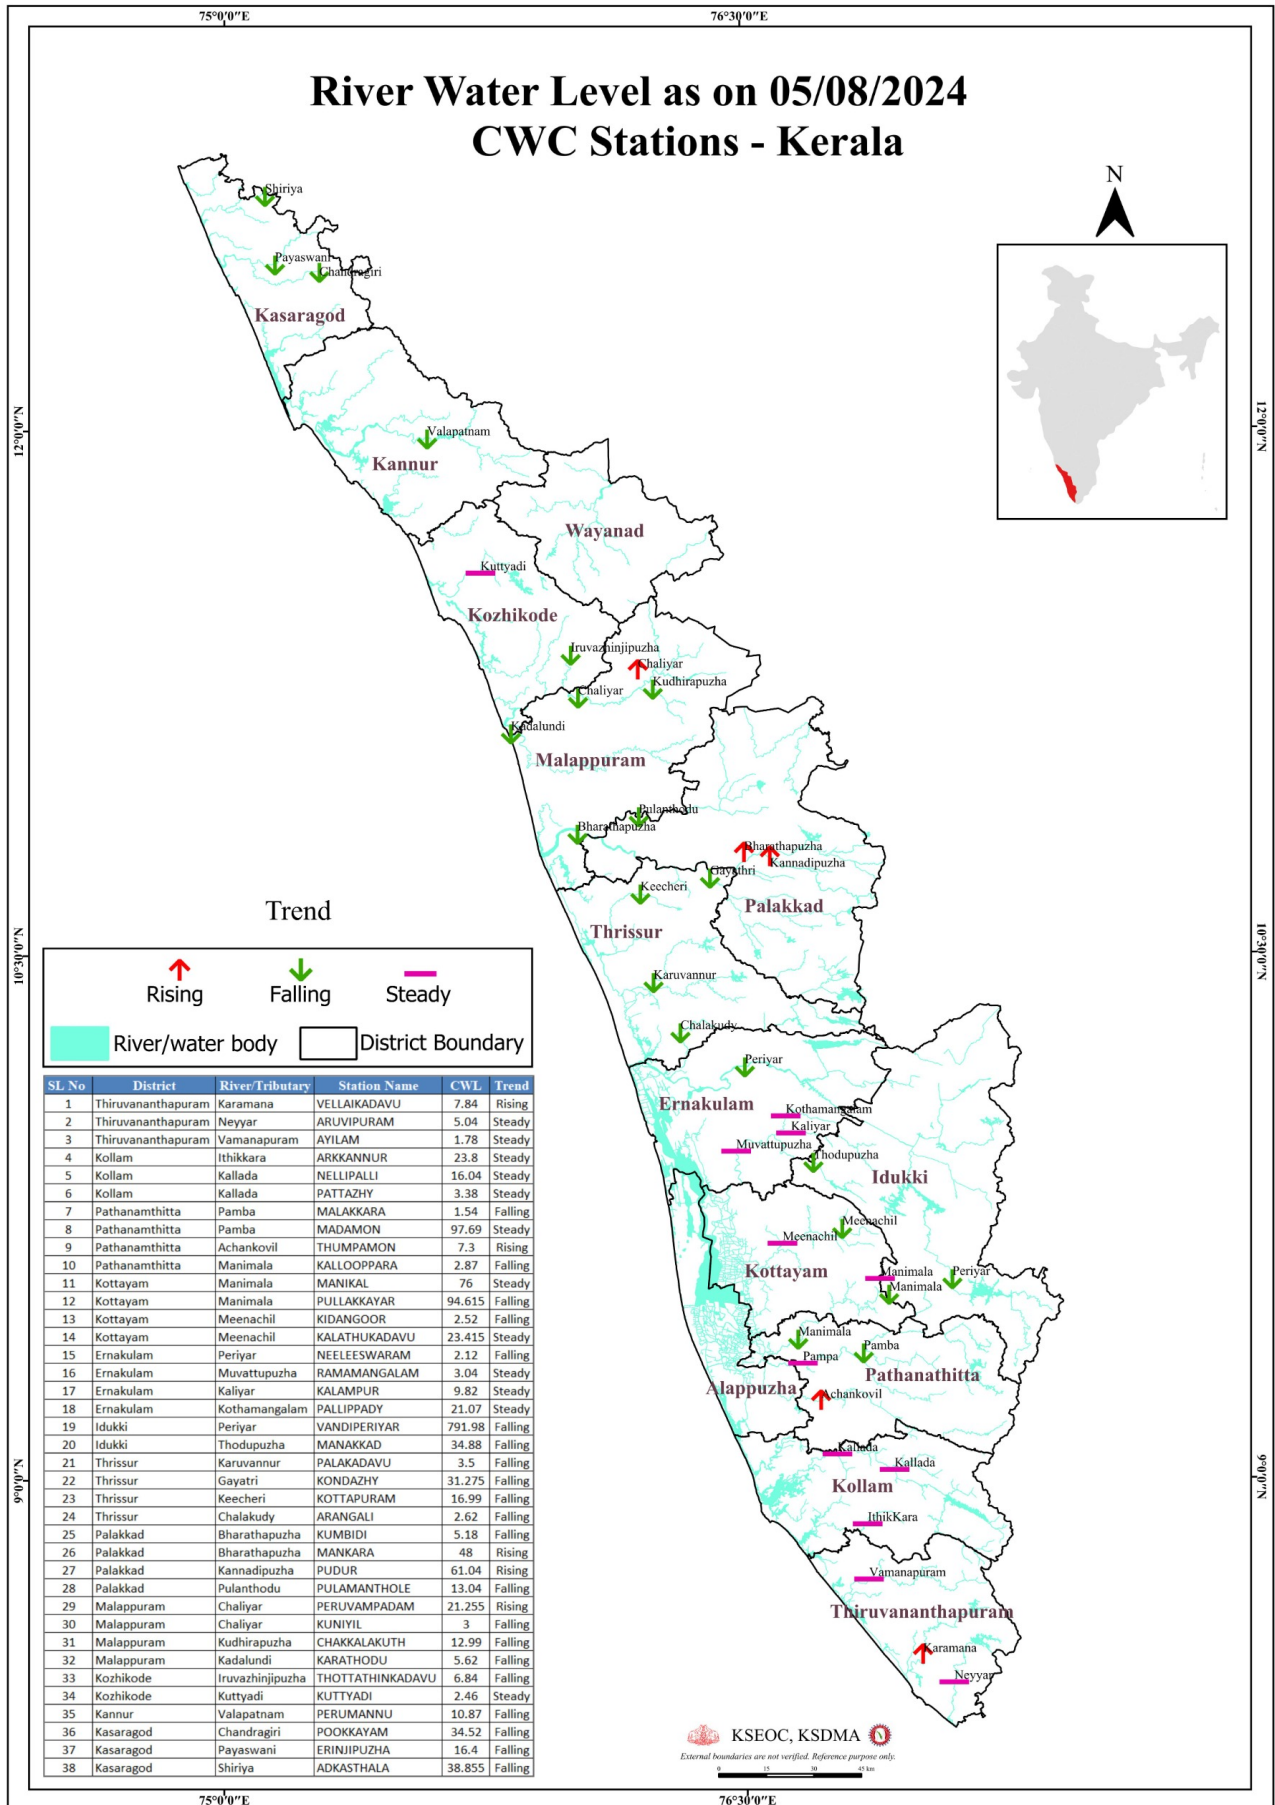 75°0'0"E 76°30'0"E
River Water Level as on 05/08/2024
CWC Stations - Kerala
N
Shiriya
Payaswani
Chandragiri
Kasaragod
12°0'0"N 12°0'0"N
Valapatnam
Kannur
Wayanad
Kuttyadi
Kozhikode
Iruvazhinjipuzha
Chaliyar
Kudhirapuzha
Chaliyar
Kadalundi
Malappuram
Pulanthodu
Bharathapuzha
Bharathapuzha
Kannadipuzha
Gayathri
Keecheri
Palakkad
Thrissur
10°30'0"N 10°30'0"N
Karuvannur
Chalakudy
Periyar
Ernakulam
Kothamangalam
Kaliyar
Muvattupuzha
Thodupuzha
Idukki
Meenachil
Meenachil
Kottayam
Manimala
Periyar
Manimala
Manimala
Pamba
Pampa
Pathanathitta
Alappuzha
Achankovil
Kallada
Kallada
Kollam
9°0'0"N 9°0'0"N
IthikKara
Vamanapuram
Thiruvananthapuram
Karamana
Neyyar
Trend
Rising Falling Steady
River/water body District Boundary
SL No District River/Tributary Station Name CWL Trend
1 Thiruvananthapuram Karamana VELLAIKADAVU 7.84 Rising
2 Thiruvananthapuram Neyyar ARUVIPURAM 5.04 Steady
3 Thiruvananthapuram Vamanapuram AYILAM 1.78 Steady
4 Kollam Ithikkara ARKKANNUR 23.8 Steady
5 Kollam Kallada NELLIPALLI 16.04 Steady
6 Kollam Kallada PATTAZHY 3.38 Steady
7 Pathanamthitta Pamba MALAKKARA 1.54 Falling
8 Pathanamthitta Pamba MADAMON 97.69 Steady
9 Pathanamthitta Achankovil THUMPAMON 7.3 Rising
10 Pathanamthitta Manimala KALLOOPPARA 2.87 Falling
11 Kottayam Manimala MANIKAL 76 Steady
12 Kottayam Manimala PULLAKKAYAR 94.615 Falling
13 Kottayam Meenachil KIDANGOOR 2.52 Falling
14 Kottayam Meenachil KALATHUKADAVU 23.415 Steady
15 Ernakulam Periyar NEELEESWARAM 2.12 Falling
16 Ernakulam Muvattupuzha RAMAMANGALAM 3.04 Steady
17 Ernakulam Kaliyar KALAMPUR 9.82 Steady
18 Ernakulam Kothamangalam PALLIPPADY 21.07 Steady
19 Idukki Periyar VANDIPERIYAR 791.98 Falling
20 Idukki Thodupuzha MANAKKAD 34.88 Falling
21 Thrissur Karuvannur PALAKADAVU 3.5 Falling
22 Thrissur Gayatri KONDAZHY 31.275 Falling
23 Thrissur Keecheri KOTTAPURAM 16.99 Falling
24 Thrissur Chalakudy ARANGALI 2.62 Falling
25 Palakkad Bharathapuzha KUMBIDI 5.18 Falling
26 Palakkad Bharathapuzha MANKARA 48 Rising
27 Palakkad Kannadipuzha PUDUR 61.04 Rising
28 Palakkad Pulanthodu PULAMANTHOLE 13.04 Falling
29 Malappuram Chaliyar PERUVAMPADAM 21.255 Rising
30 Malappuram Chaliyar KUNIYIL 3 Falling
31 Malappuram Kudhirapuzha CHAKKALAKUTH 12.99 Falling
32 Malappuram Kadalundi KARATHODU 5.62 Falling
33 Kozhikode Iruvazhinjipuzha THOTTATHINKADAVU 6.84 Falling
34 Kozhikode Kuttyadi KUTTYADI 2.46 Steady
35 Kannur Valapatnam PERUMANNU 10.87 Falling
36 Kasaragod Chandragiri POOKKAYAM 34.52 Falling
37 Kasaragod Payaswani ERINJIPUZHA 16.4 Falling
38 Kasaragod Shiriya ADKASTHALA 38.855 Falling
KSEOC, KSDMA
External boundaries are not verified. Reference purpose only.
0 15 30 45 km
75°0'0"E 76°30'0"E